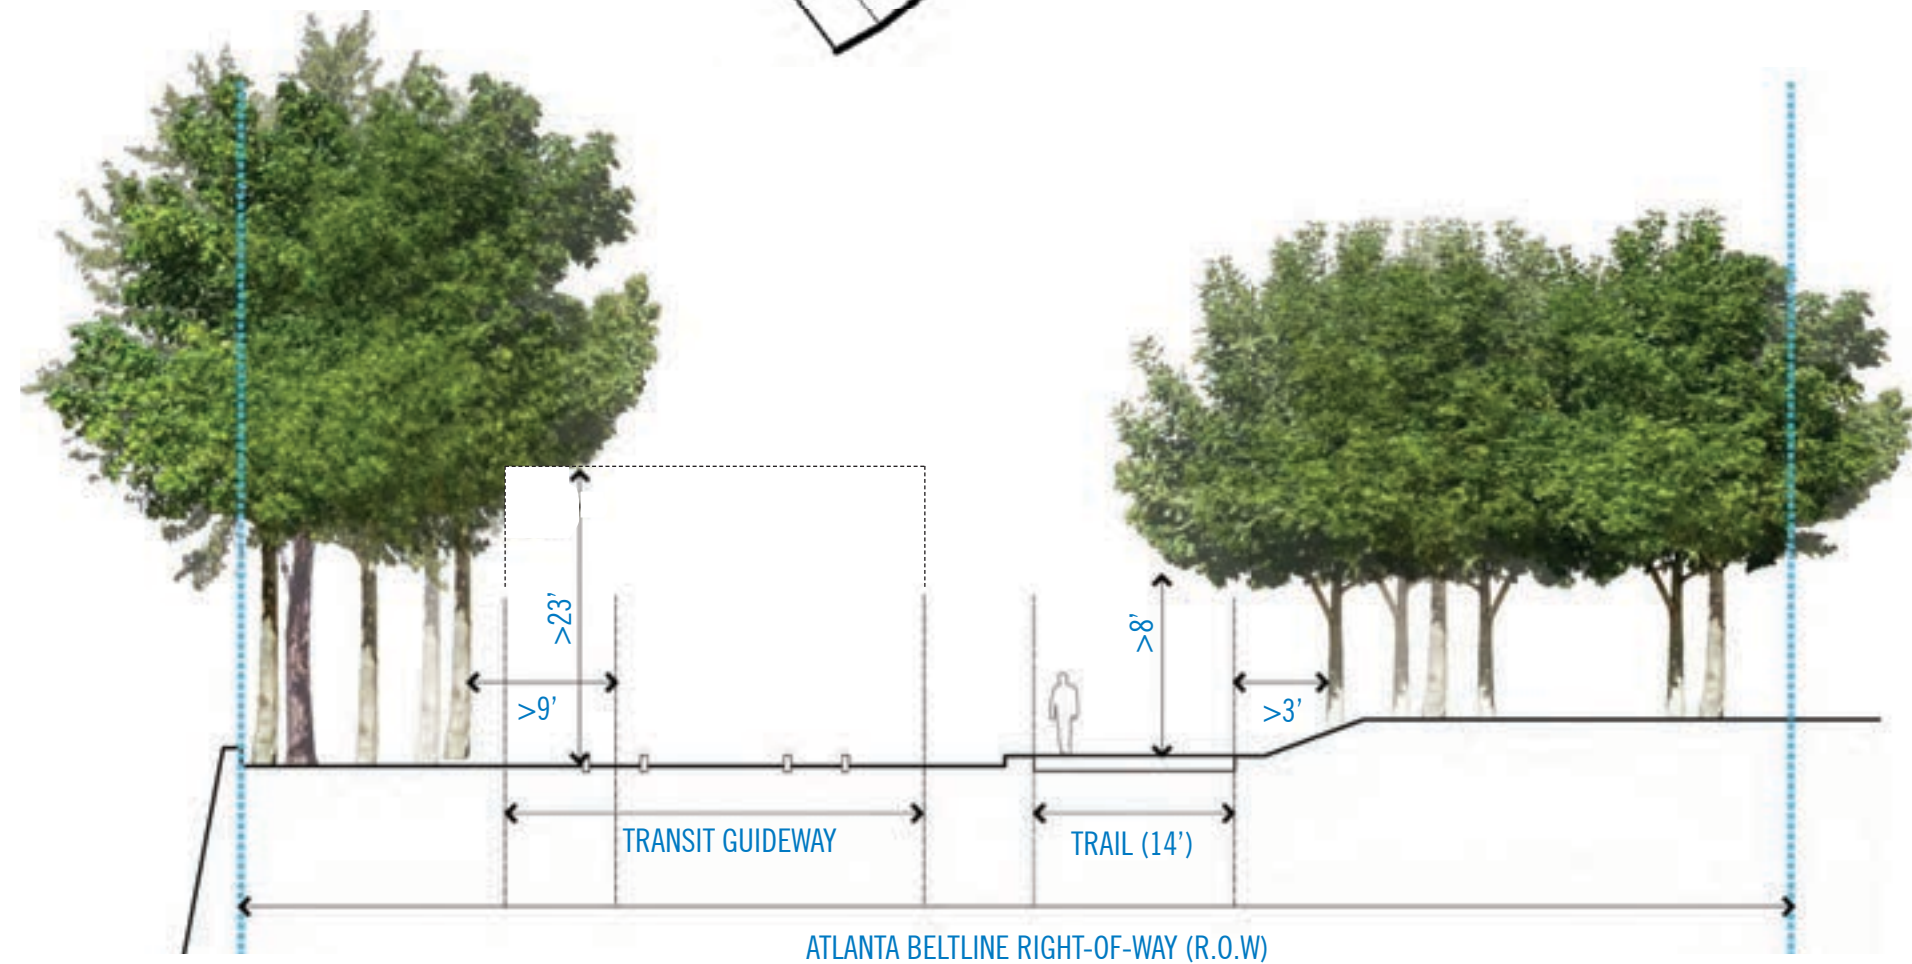 >23’
>8’
>9’
>3’
TRANSIT GUIDEWAY
TRAIL (14’)
ATLANTA BELTLINE RIGHT-OF-WAY (R.O.W)